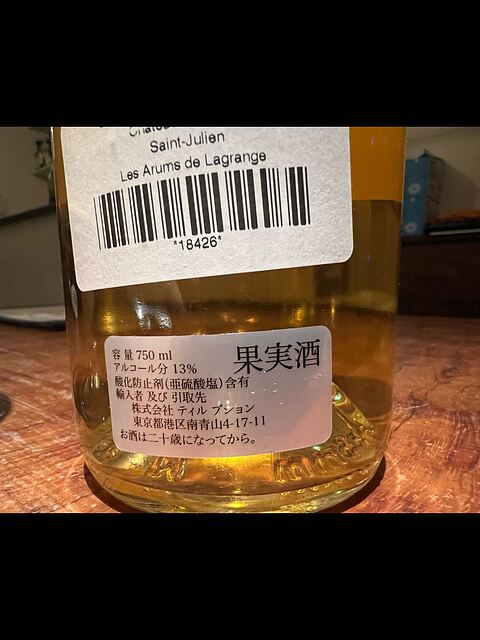 Saint-Julien
Les Arums de Lagrange
*18426*
容量 750 ml
果実酒
アルコール分 13%
酸化防止剤(亜硫酸塩)含有
輸入者 及び 引取先
株式会社 ティル ブション
東京都港区南青山4-17-11
お酒は二十歳になってから。